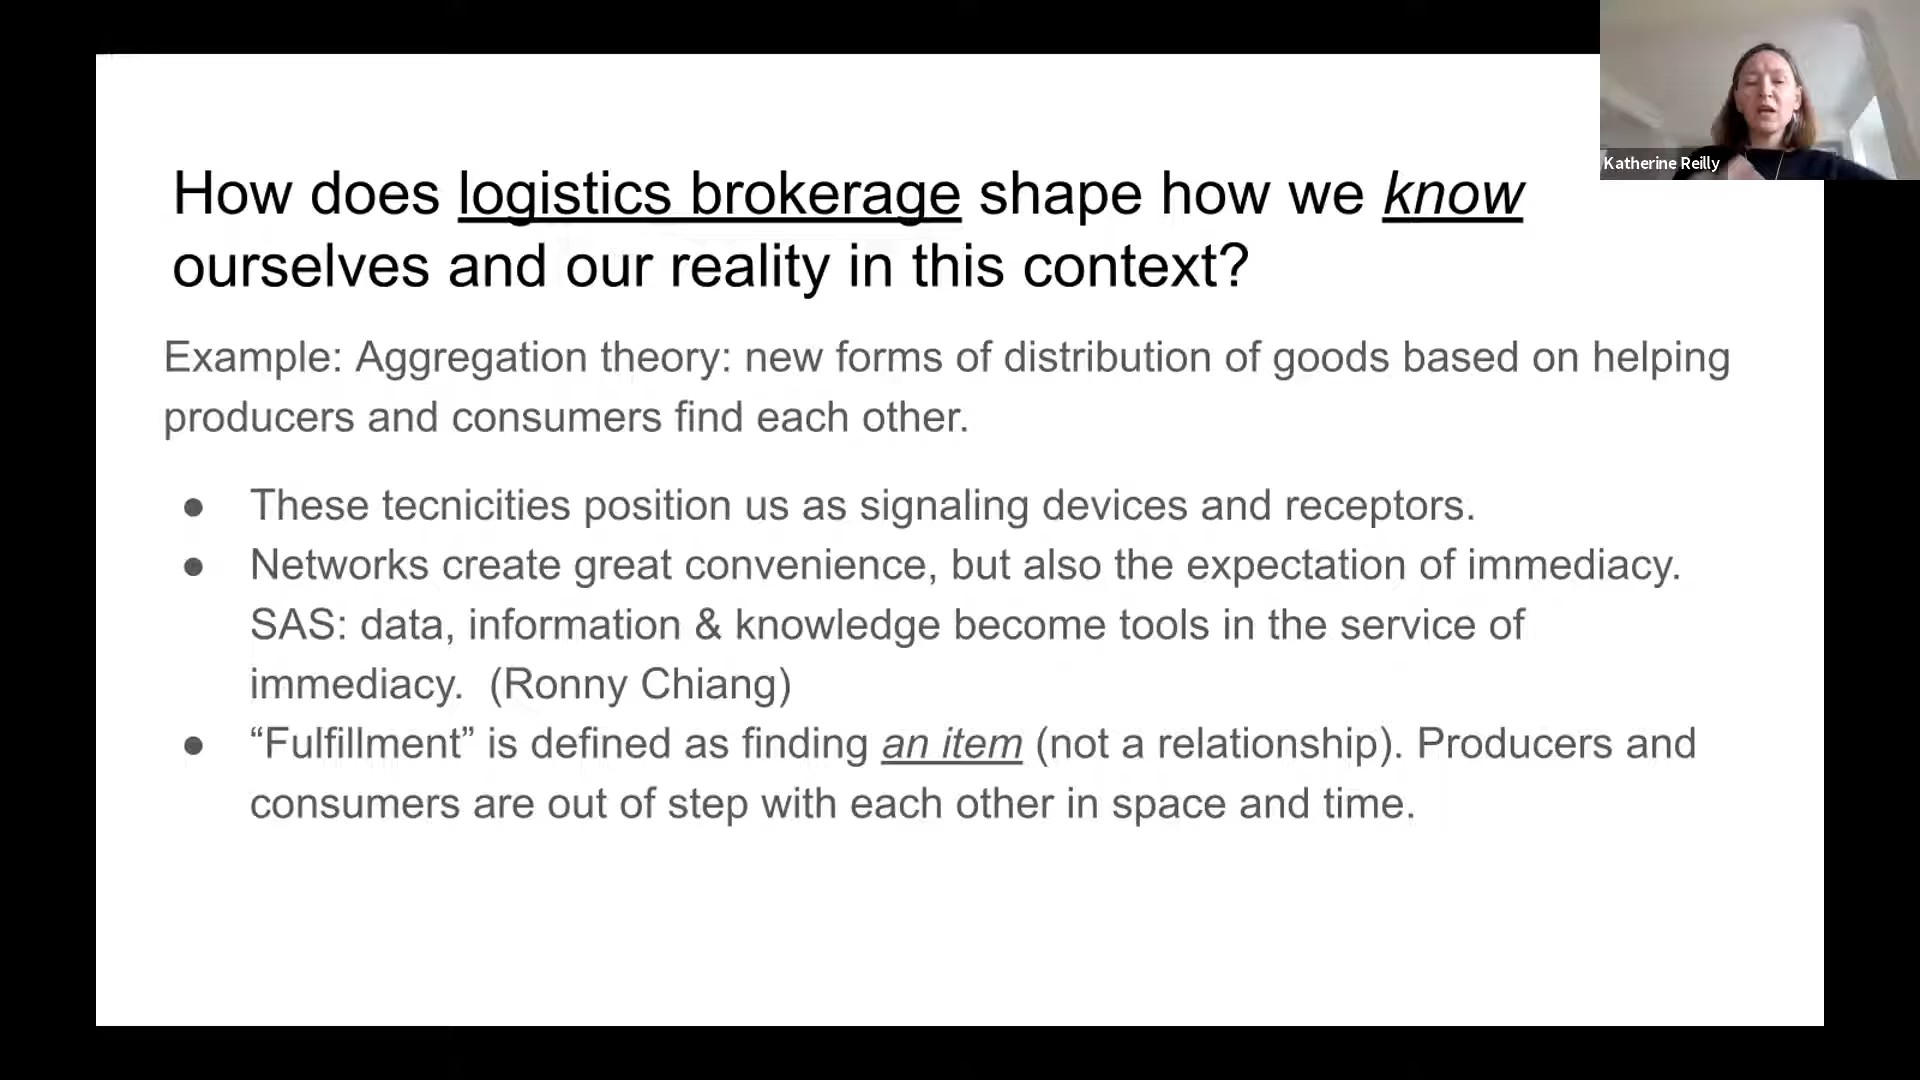 Katherine Reilly
How does logistics brokerage shape how we know
ourselves and our reality in this context?
Example: Aggregation theory: new forms of distribution of goods based on helping
producers and consumers find each other.
● These tecnicities position us as signaling devices and receptors.
● Networks create great convenience, but also the expectation of immediacy.
SAS: data, information & knowledge become tools in the service of
immediacy.  (Ronny Chiang)
● “Fulfillment” is defined as finding an item (not a relationship). Producers and
consumers are out of step with each other in space and time.